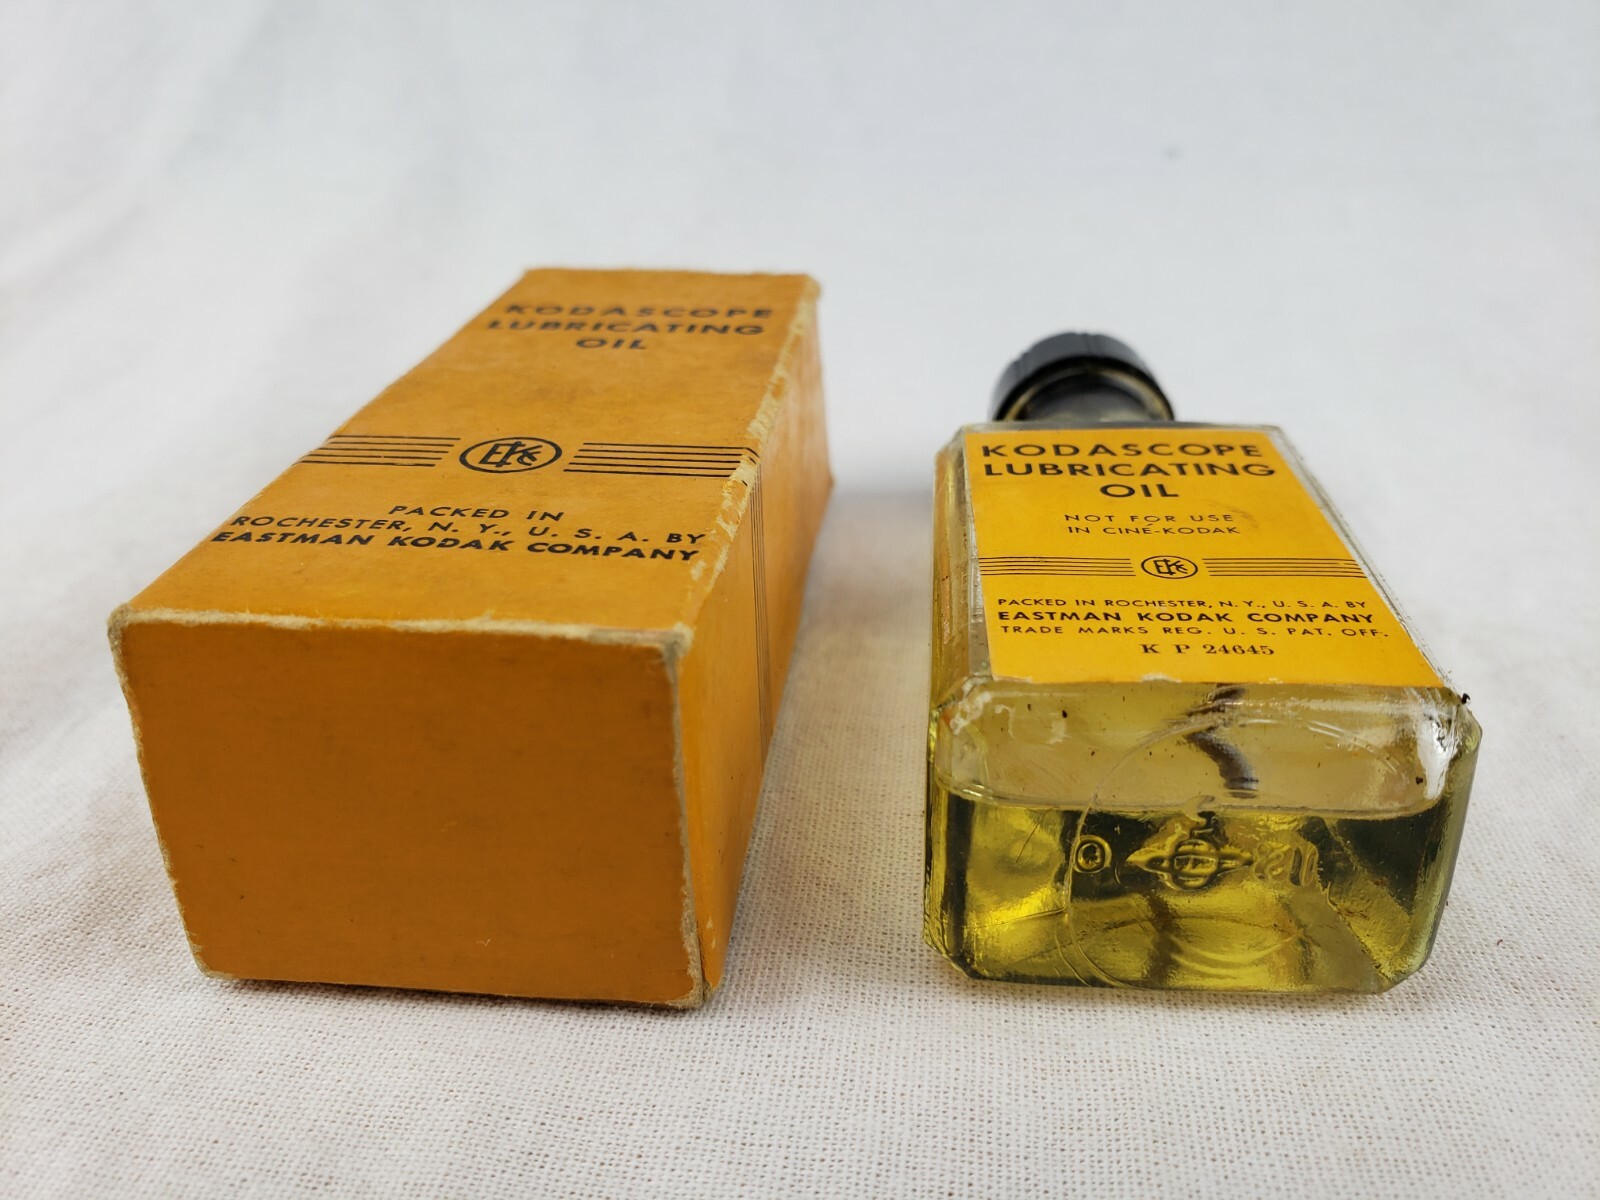 KODASCOPE
LUBRICATING
OIL
EKC
PACKED IN
ROCHESTER, N. Y., U. S. A. BY
EASTMAN KODAK COMPANY
KODASCOPE
LUBRICATING
OIL
NOT FOR USE
IN CINÉ-KODAK
EKC
PACKED IN ROCHESTER, N. Y., U. S. A. BY
EASTMAN KODAK COMPANY
TRADE MARKS REG. U. S. PAT. OFF.
K P 24645